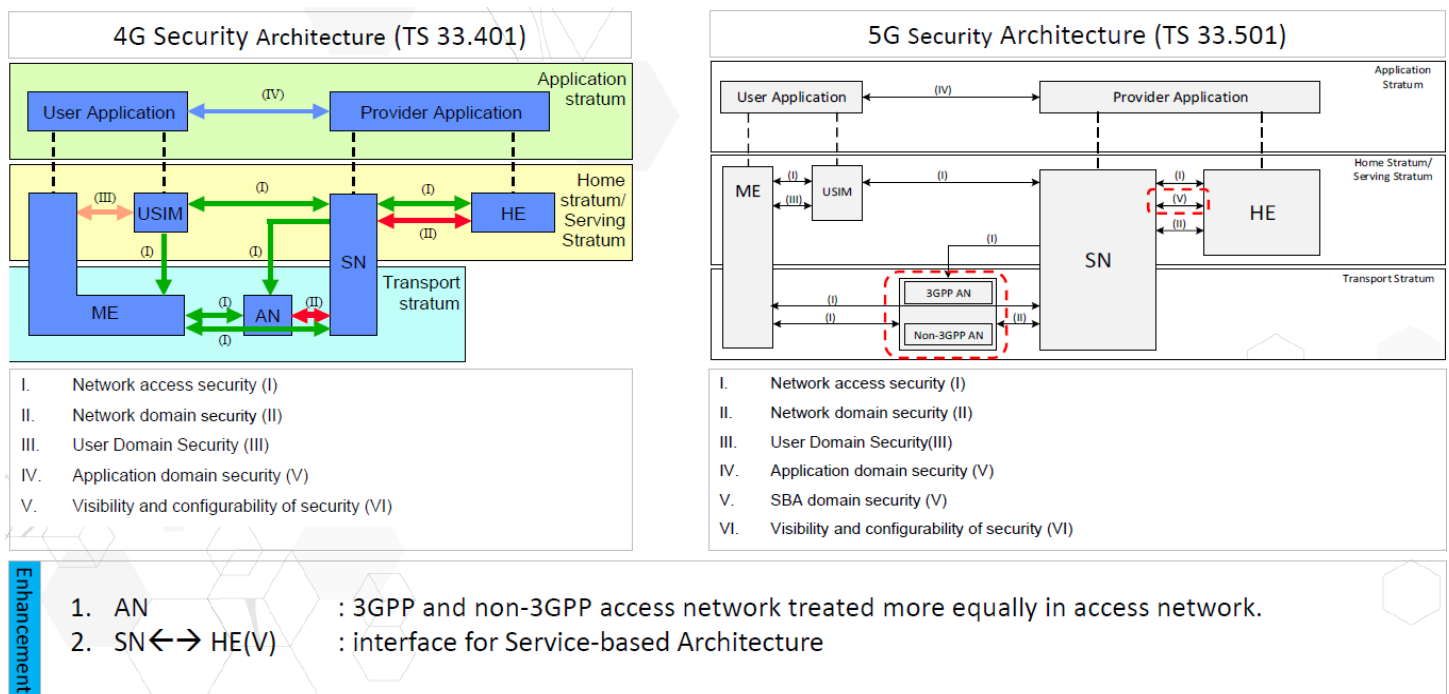 4G Security Architecture (TS 33.401)
Application
stratum
(IV)
User Application
Provider Application
Home
stratum/
Serving
Stratum
(III)
USIM
(I)
(I)
(II)
HE
(I)
(I)
SN
Transport
stratum
ME
(I)
AN
(II)
(I)
I. Network access security (I)
II. Network domain security (II)
III. User Domain Security (III)
IV. Application domain security (V)
V. Visibility and configurability of security (VI)
5G Security Architecture (TS 33.501)
Application
Stratum
User Application
(IV)
Provider Application
Home Stratum/
Serving Stratum
ME
(I)
(III)
USIM
(I)
(I)
(V)
(II)
HE
(I)
SN
Transport Stratum
3GPP AN
(I)
(I)
(II)
Non-3GPP AN
I. Network access security (I)
II. Network domain security (II)
III. User Domain Security(III)
IV. Application domain security (V)
V. SBA domain security (V)
VI. Visibility and configurability of security (VI)
Enhancement
1. AN : 3GPP and non-3GPP access network treated more equally in access network.
2. SN←→ HE(V) : interface for Service-based Architecture